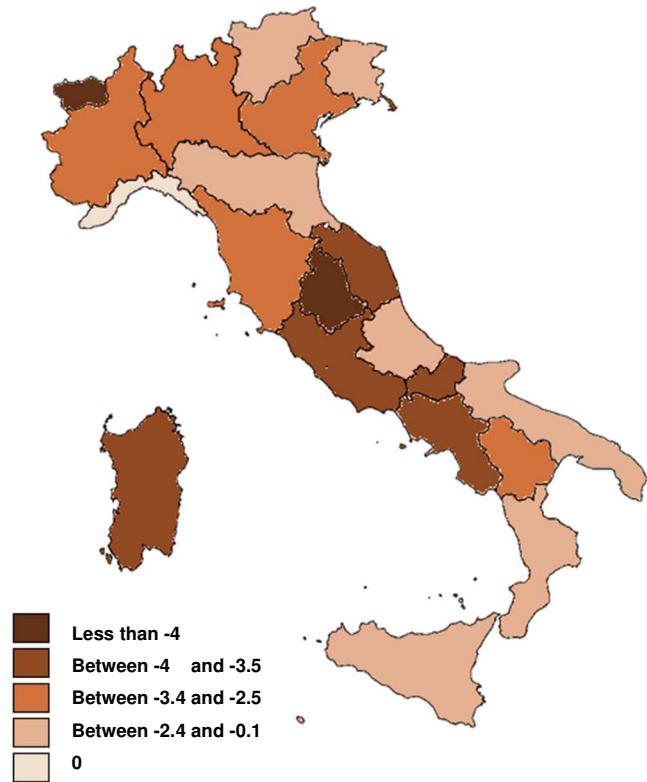 Less than -4
Between -4 and -3.5
Between -3.4 and -2.5
Between -2.4 and -0.1
0